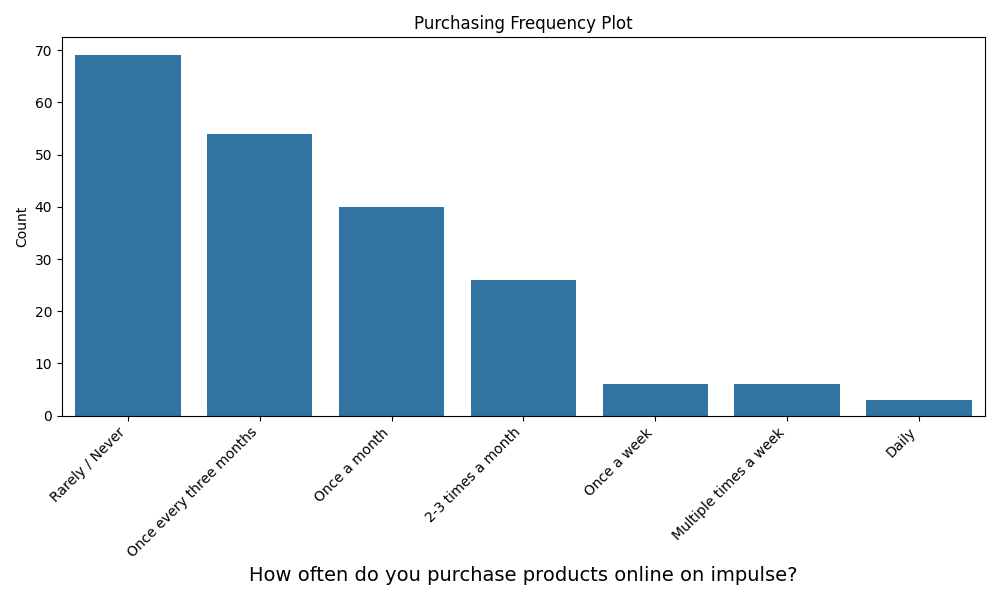 Purchasing Frequency Plot
70
60
50
40
30
20
10
0
Count
Rarely / Never
Once every three months
Once a month
2-3 times a month
Once a week
Multiple times a week
Daily
How often do you purchase products online on impulse?